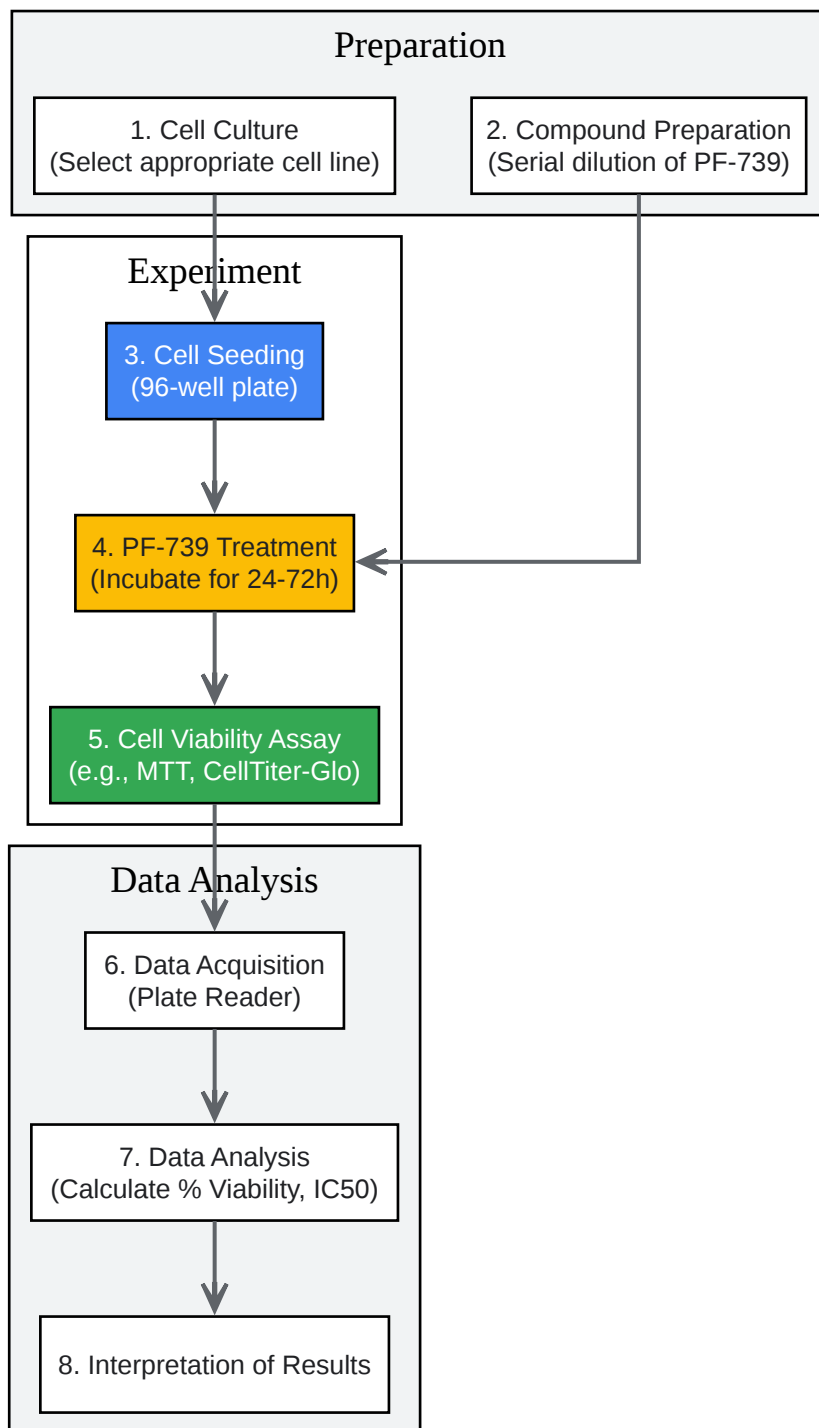 Preparation
1. Cell Culture
(Select appropriate cell line)
2. Compound Preparation
(Serial dilution of PF-739)
Experiment
3. Cell Seeding
(96-well plate)
4. PF-739 Treatment
(Incubate for 24-72h)
5. Cell Viability Assay
(e.g., MTT, CellTiter-Glo)
Data Analysis
6. Data Acquisition
(Plate Reader)
7. Data Analysis
(Calculate % Viability, IC50)
8. Interpretation of Results